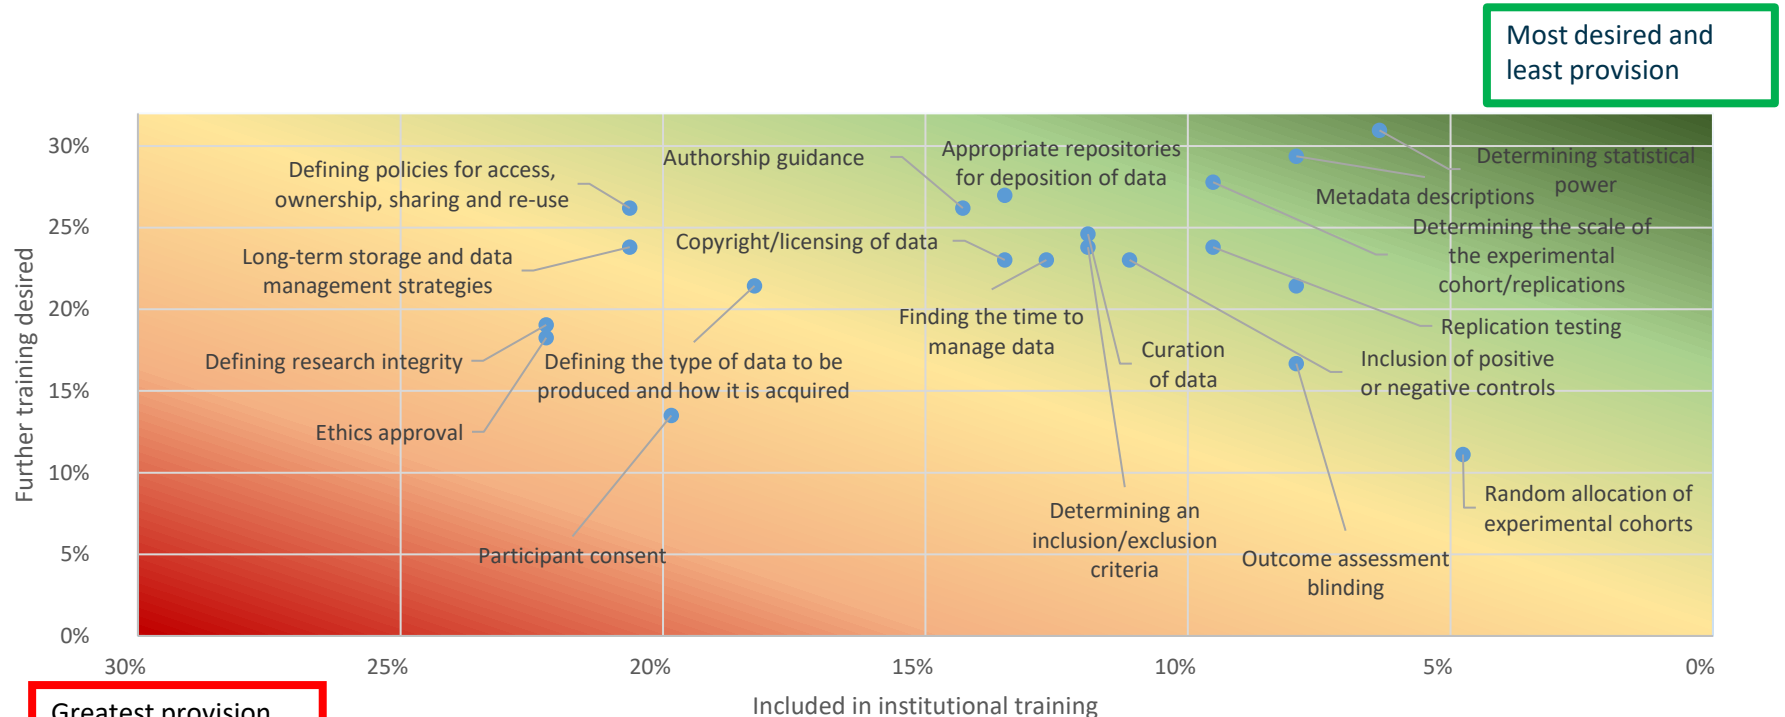 Most desired and
least provision
30%
25%
20%
15%
10%
5%
0%
Further training desired
Defining policies for access,
ownership, sharing and re-use
Authorship guidance
Appropriate repositories
for deposition of data
Determining statistical
power
Metadata descriptions
Long-term storage and data
management strategies
Copyright/licensing of data
Determining the scale of
the experimental
cohort/replications
Finding the time to
manage data
Replication testing
Defining research integrity
Defining the type of data to be
produced and how it is acquired
Curation
of data
Inclusion of positive
or negative controls
Ethics approval
Participant consent
Determining an
inclusion/exclusion
criteria
Outcome assessment
blinding
Random allocation of
experimental cohorts
30%
25%
20%
15%
10%
5%
0%
Included in institutional training
Greatest provision